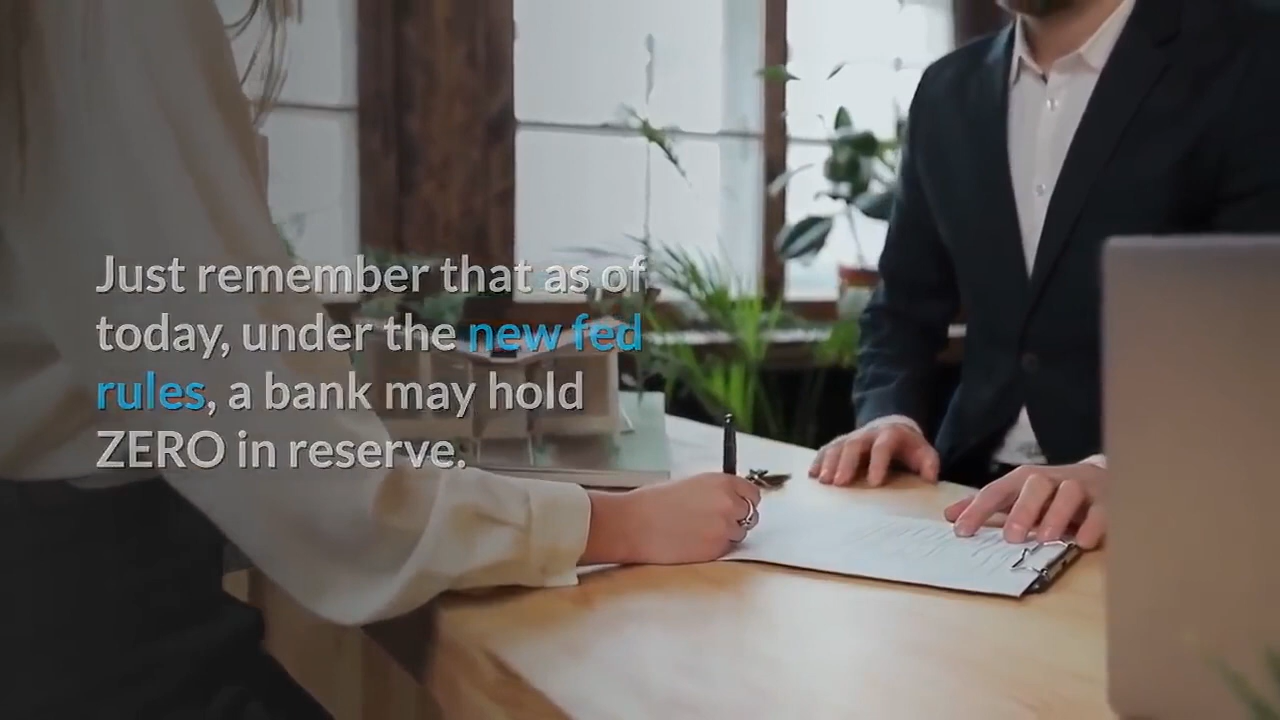 Just remember that as of
today, under the new fed
rules, a bank may hold
ZERO in reserve.